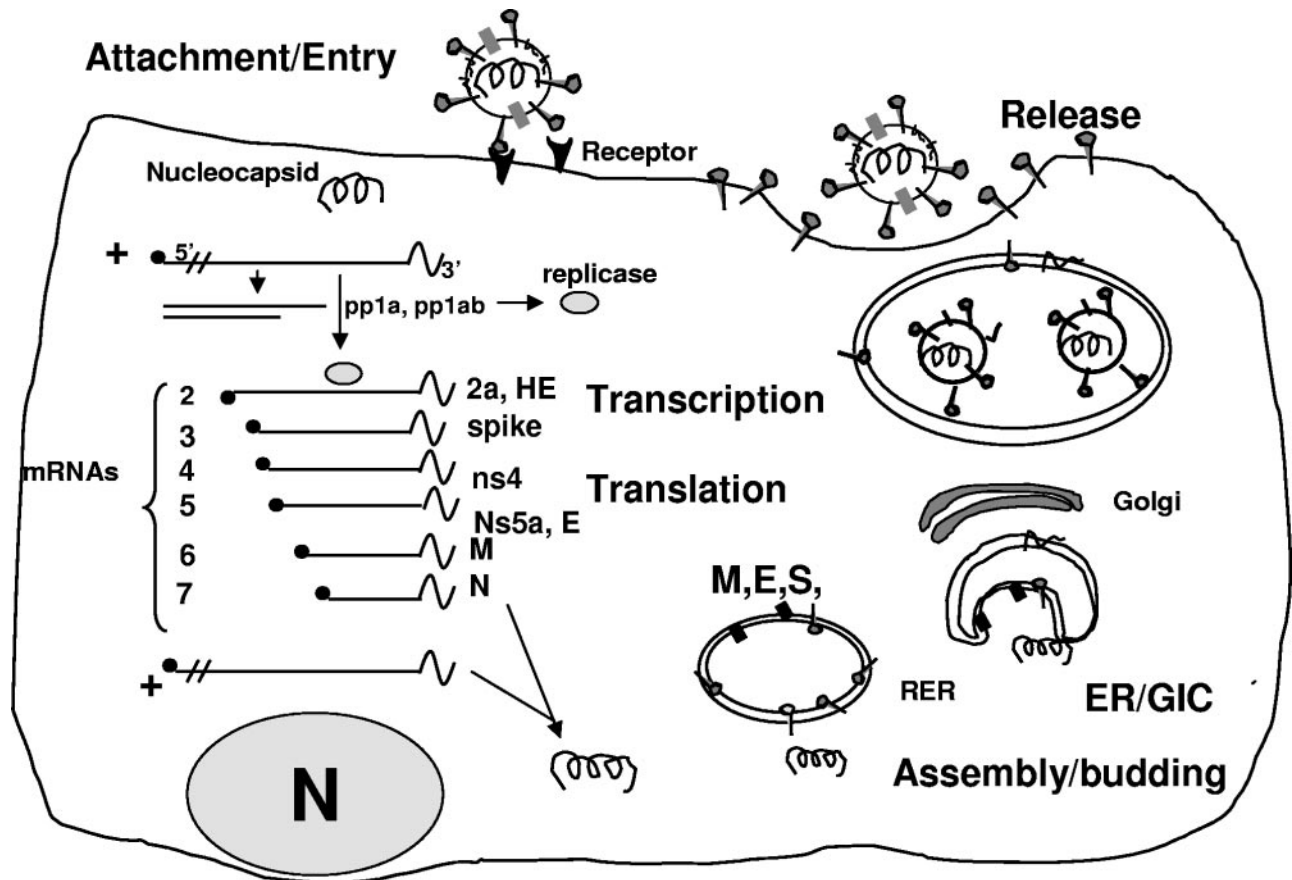 Attachment/Entry
Release
Receptor
Nucleocapsid
+ 5’ 3’
replicase
pp1a, pp1ab
mRNAs
2 2a, HE
3 spike
4 ns4
5 Ns5a, E
6 M
7 N
Transcription
Translation
Golgi
M,E,S,
RER
ER/GIC
+
Assembly/budding
N